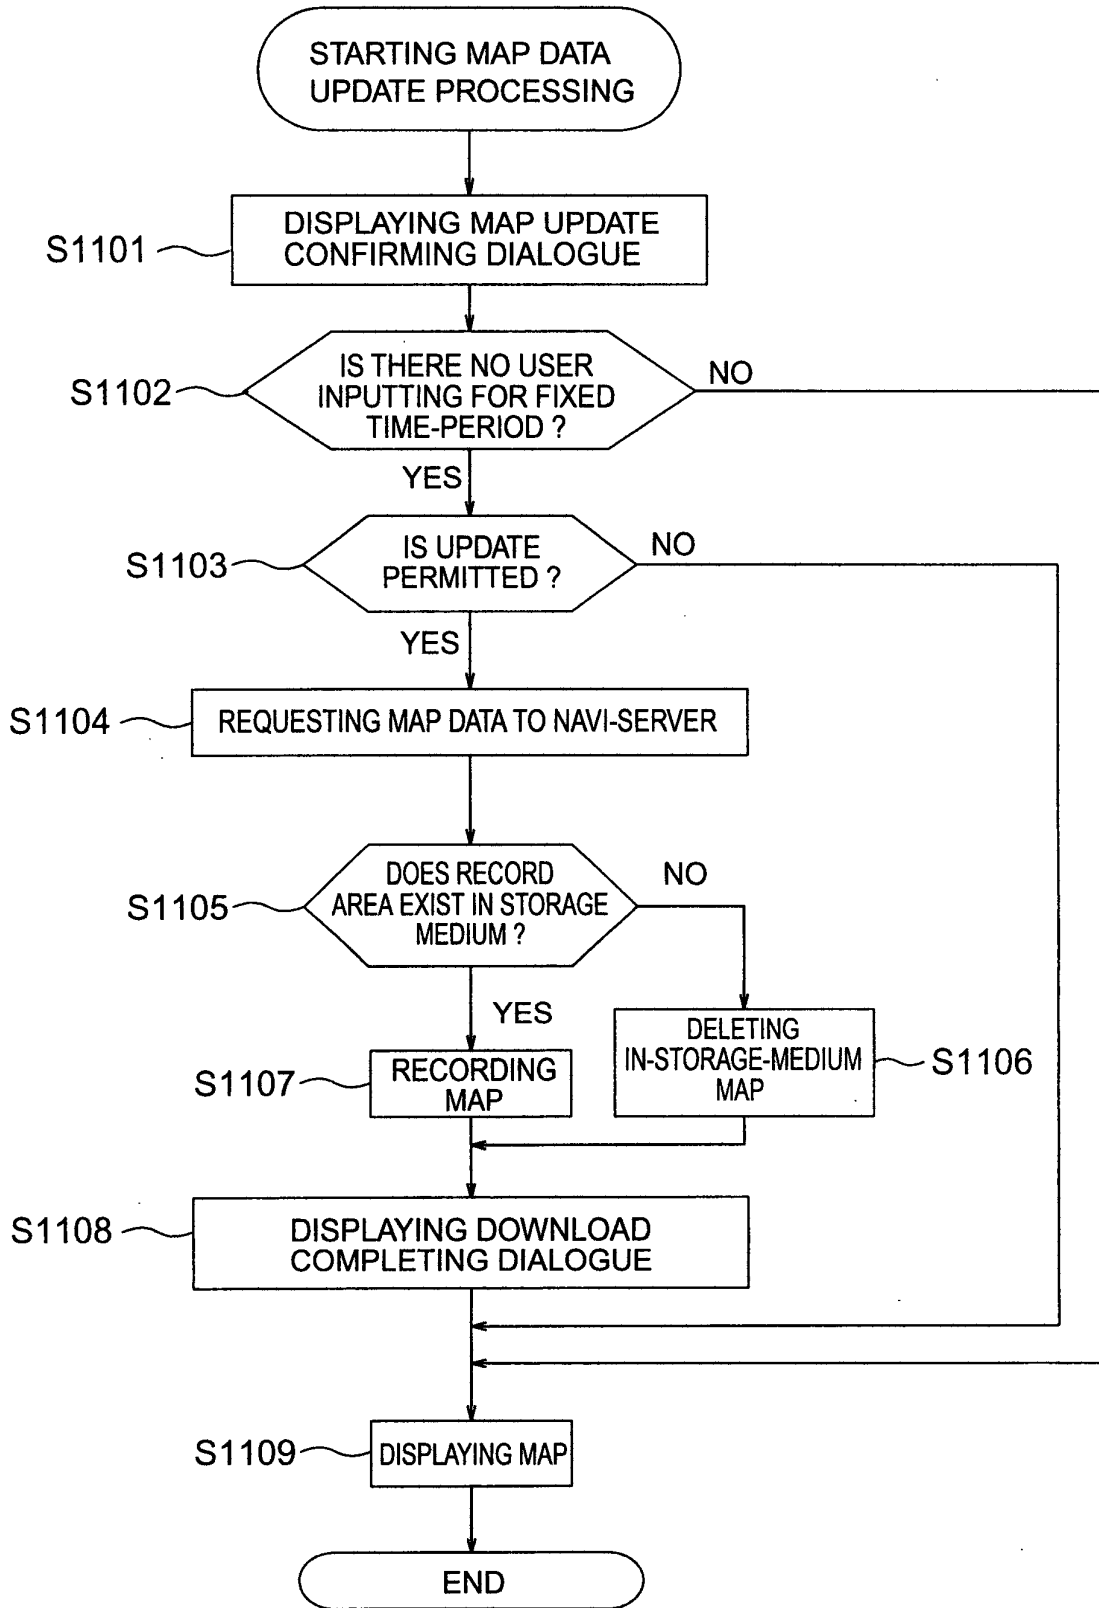 STARTING MAP DATA
UPDATE PROCESSING
S1101
DISPLAYING MAP UPDATE
CONFIRMING DIALOGUE
S1102
IS THERE NO USER
INPUTTING FOR FIXED
TIME-PERIOD ?
NO
YES
S1103
IS UPDATE
PERMITTED ?
NO
YES
S1104
REQUESTING MAP DATA TO NAVI-SERVER
S1105
DOES RECORD
AREA EXIST IN STORAGE
MEDIUM ?
NO
YES
S1107
RECORDING
MAP
DELETING
IN-STORAGE-MEDIUM
MAP
S1106
S1108
DISPLAYING DOWNLOAD
COMPLETING DIALOGUE
S1109
DISPLAYING MAP
END